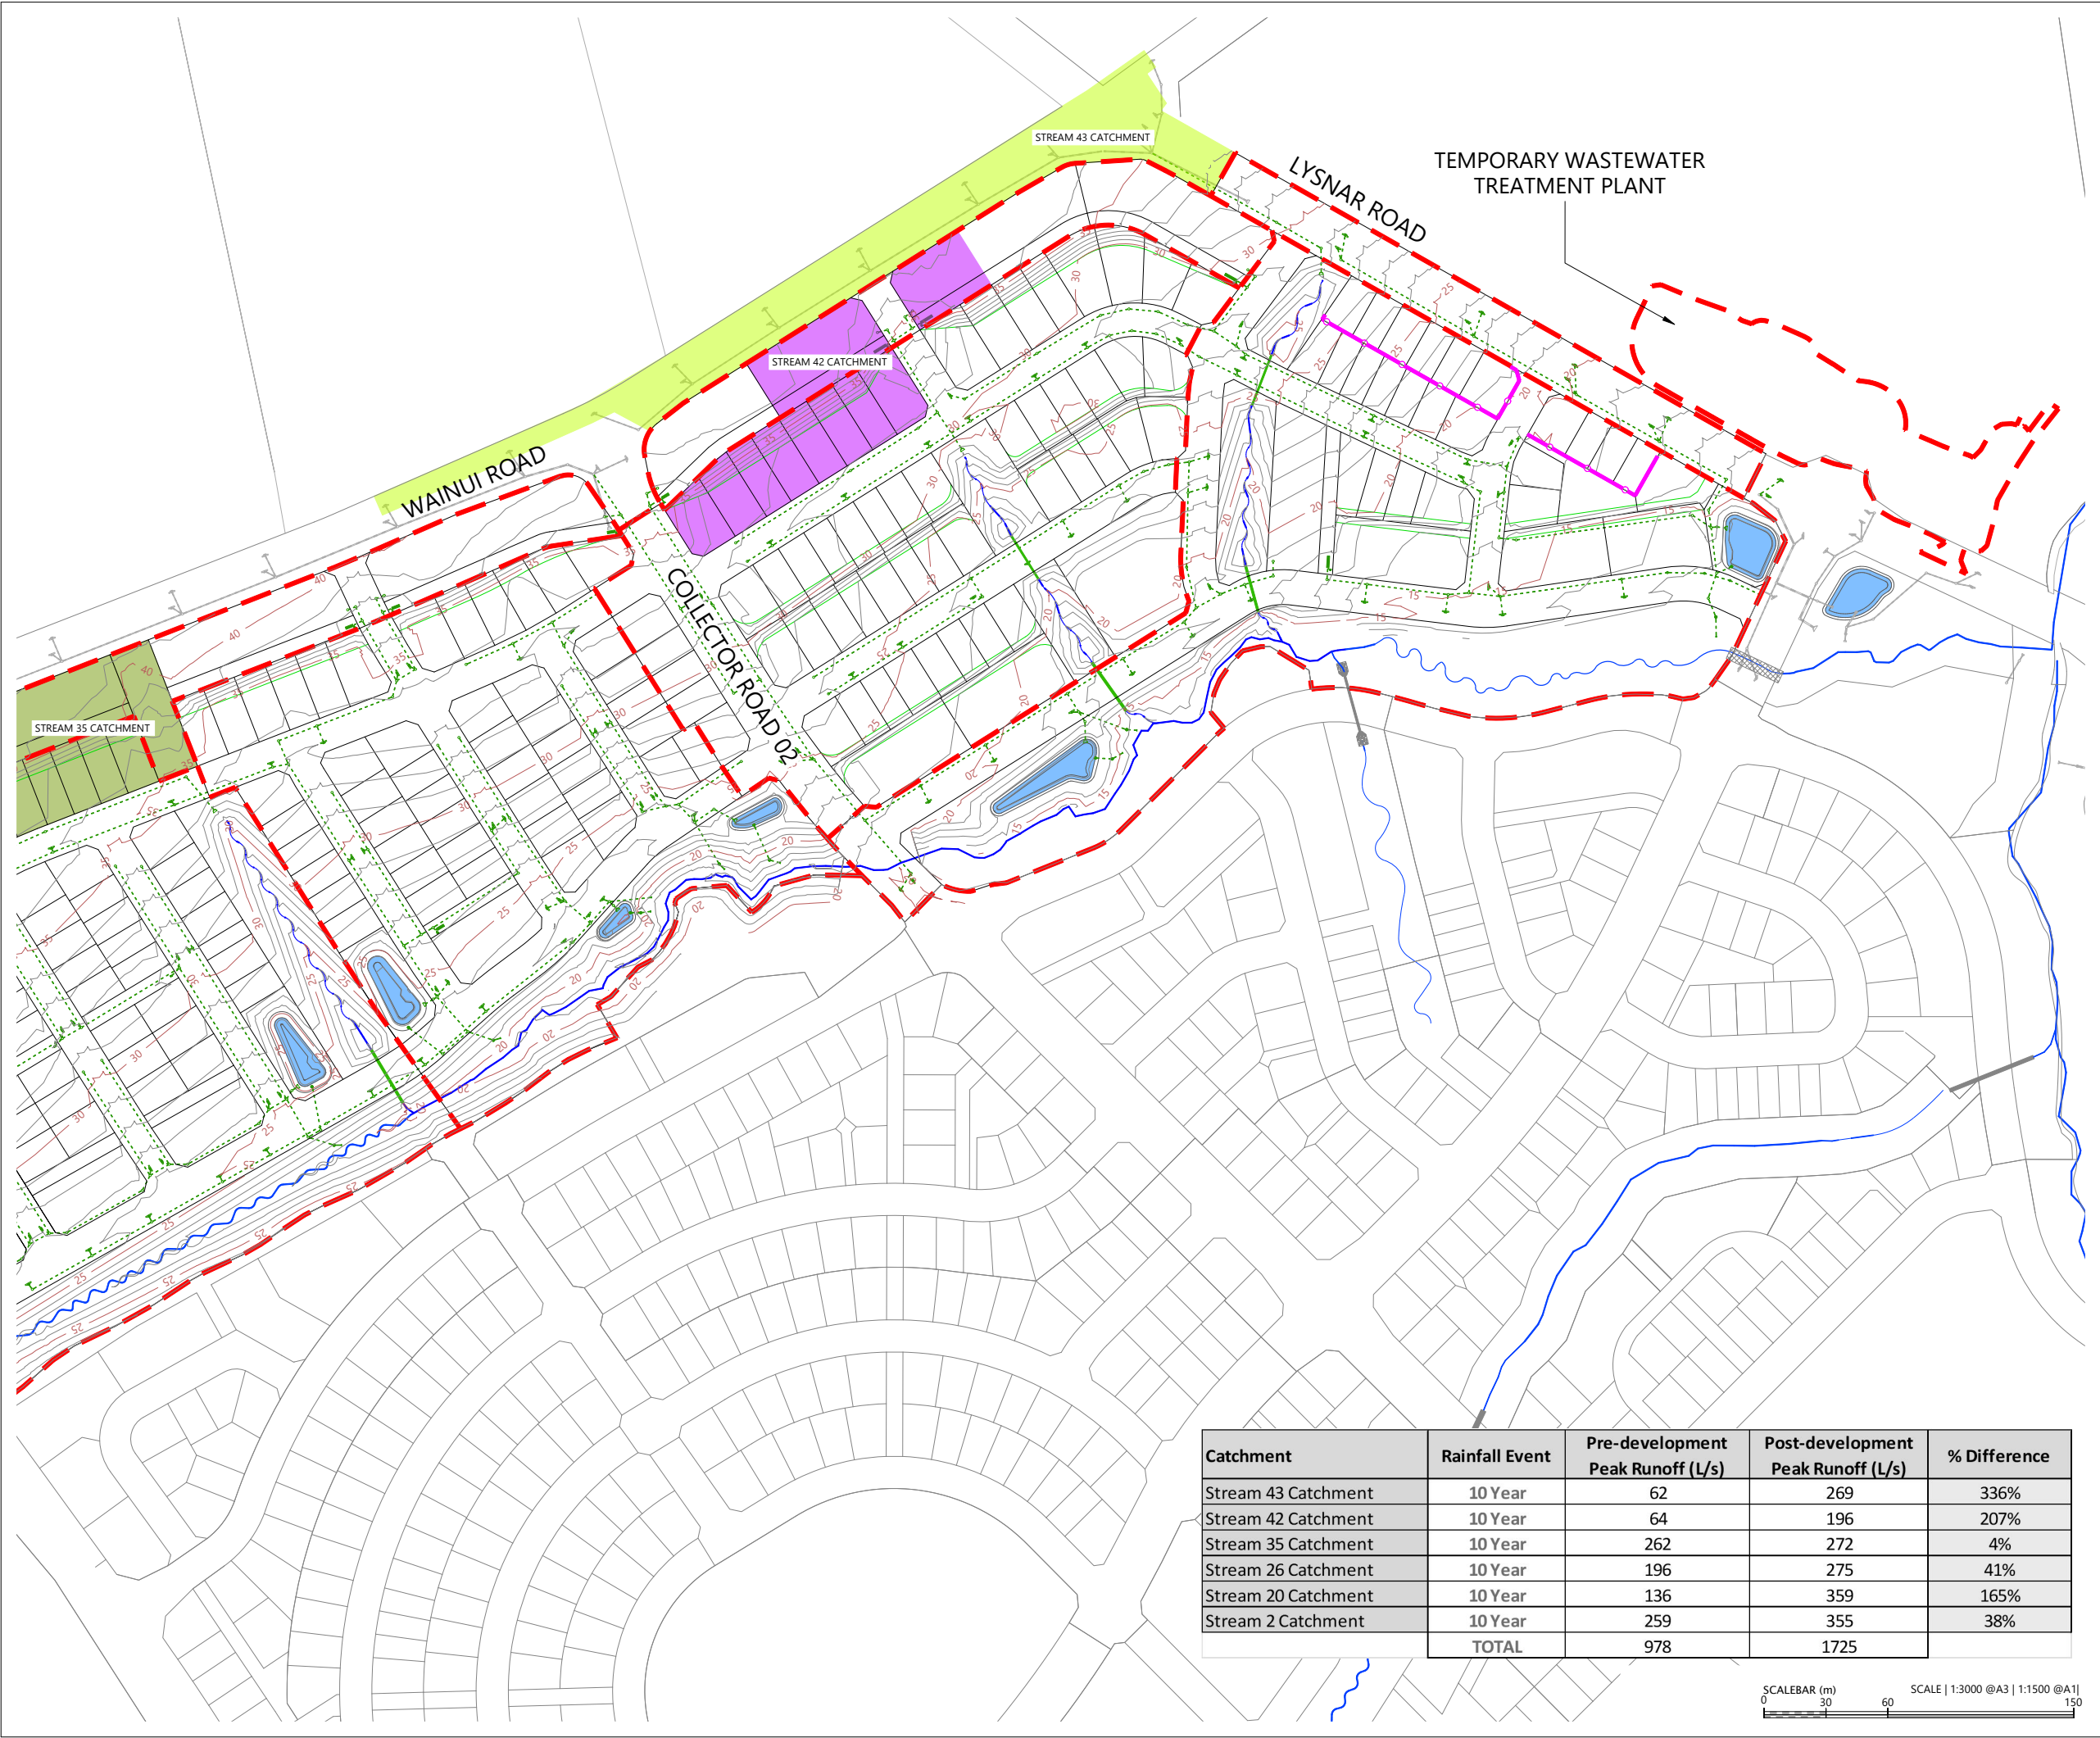 STREAM 43 CATCHMENT
LYSNAR ROAD
TEMPORARY WASTEWATER
TREATMENT PLANT
STREAM 42 CATCHMENT
WAINUI ROAD
COLLECTOR ROAD 02
STREAM 35 CATCHMENT
Catchment Rainfall Event Pre-development Peak Runoff (L/s) Post-development Peak Runoff (L/s) % Difference
Stream 43 Catchment 10 Year 62 269 336%
Stream 42 Catchment 10 Year 64 196 207%
Stream 35 Catchment 10 Year 262 272 4%
Stream 26 Catchment 10 Year 196 275 41%
Stream 20 Catchment 10 Year 136 359 165%
Stream 2 Catchment 10 Year 259 355 38%
TOTAL 978 1725
SCALEBAR (m) SCALE | 1:3000 @A3 | 1:1500 @A1|
0 30 60 150